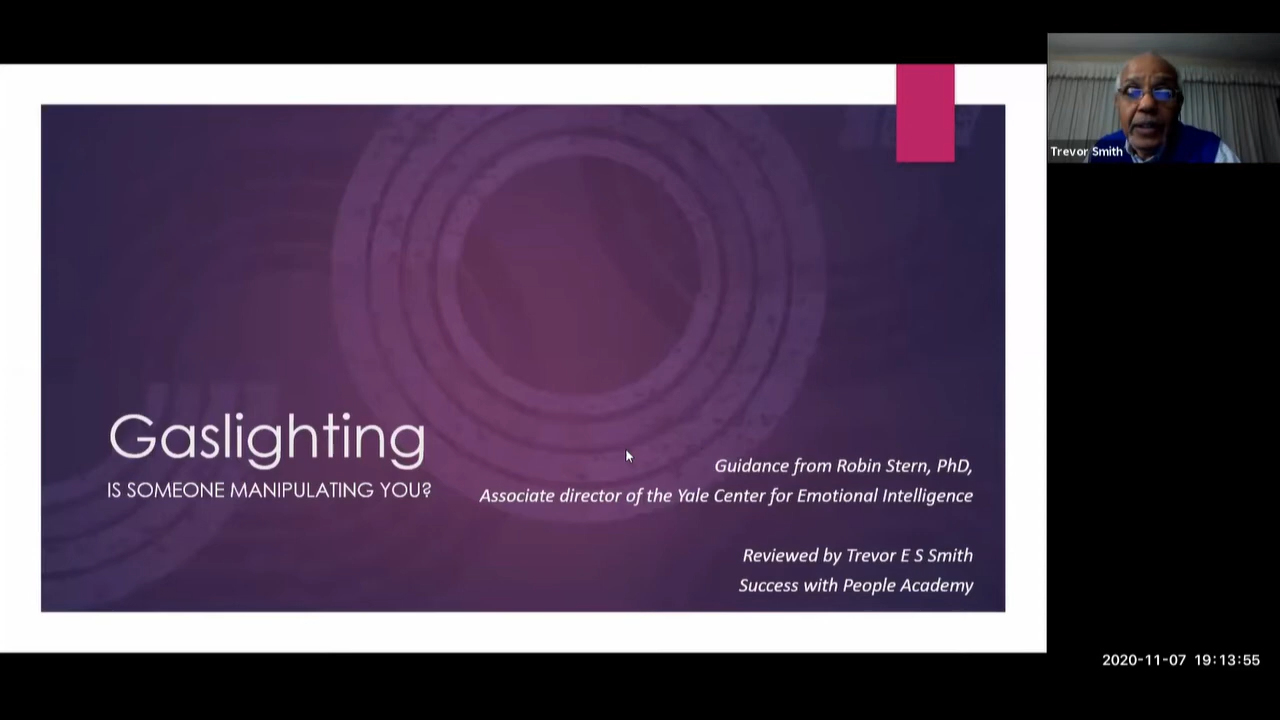 Trevor Smith
Gaslighting
IS SOMEONE MANIPULATING YOU?
Guidance from Robin Stern, PhD,
Associate director of the Yale Center for Emotional Intelligence
Reviewed by Trevor E S Smith
Success with People Academy
2020-11-07 19:13:55